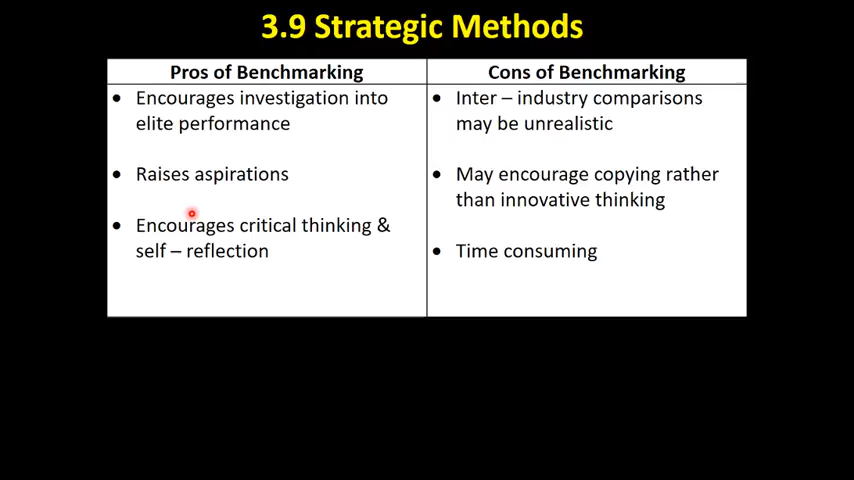 3.9 Strategic Methods
Pros of Benchmarking
• Encourages investigation into
elite performance
• Raises aspirations
• Encourages critical thinking &
self – reflection
Cons of Benchmarking
• Inter – industry comparisons
may be unrealistic
• May encourage copying rather
than innovative thinking
• Time consuming